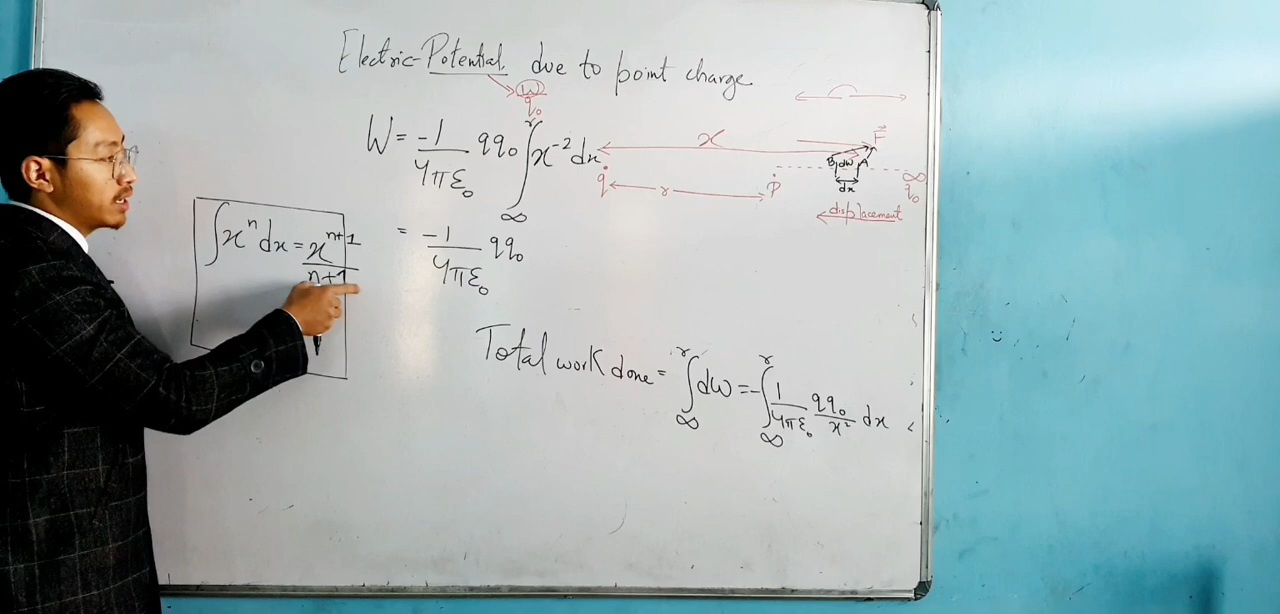 Electric-Potential due to point charge
W
q₀
W = -1/4πε₀ qq₀ ∫_∞^r x⁻² dx
x
F⃗
B dW A
dx
∞
q₀
q
r
P
displacement
∫xⁿ dx = xⁿ⁺¹/n+1
= -1/4πε₀ qq₀
Total work done = ∫_∞^r dW = -∫_∞^r 1/4πε₀ qq₀/x² dx